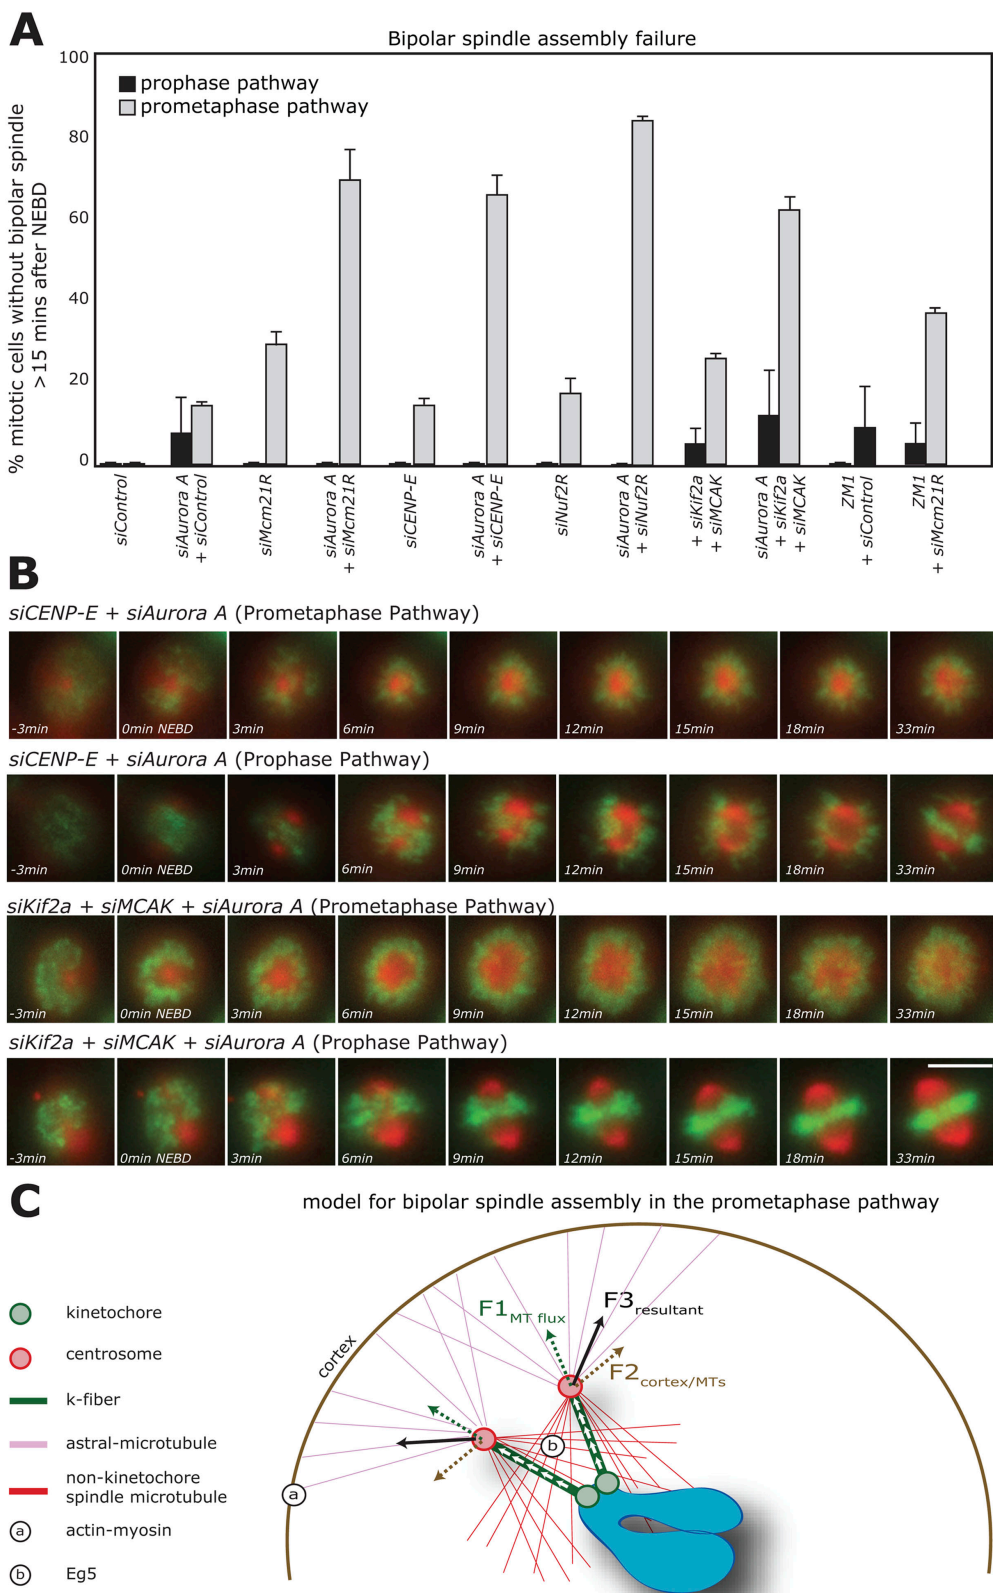 A
Bipolar spindle assembly failure
% mitotic cells without bipolar spindle
>15 mins after NEBD
100
80
60
40
20
0
prophase pathway
prometaphase pathway
siControl
siAurora A
+ siControl
siMcm21R
siAurora A
+ siMcm21R
siCENP-E
siAurora A
+ siCENP-E
siNuf2R
siAurora A
+ siNuf2R
+ siKif2a
+ siMCAK
siAurora A
+ siKif2a
+ siMCAK
ZM1
+ siControl
ZM1
+ siMcm21R
B
siCENP-E + siAurora A (Prometaphase Pathway)
-3min 0min NEBD 3min 6min 9min 12min 15min 18min 33min
siCENP-E + siAurora A (Prophase Pathway)
-3min 0min NEBD 3min 6min 9min 12min 15min 18min 33min
siKif2a + siMCAK + siAurora A (Prometaphase Pathway)
-3min 0min NEBD 3min 6min 9min 12min 15min 18min 33min
siKif2a + siMCAK + siAurora A (Prophase Pathway)
-3min 0min NEBD 3min 6min 9min 12min 15min 18min 33min
C
model for bipolar spindle assembly in the prometaphase pathway
kinetochore
centrosome
k-fiber
astral-microtubule
non-kinetochore
spindle microtubule
a actin-myosin
b Eg5
cortex
F1 MT flux
F3 resultant
F2 cortex/MTs
b
a